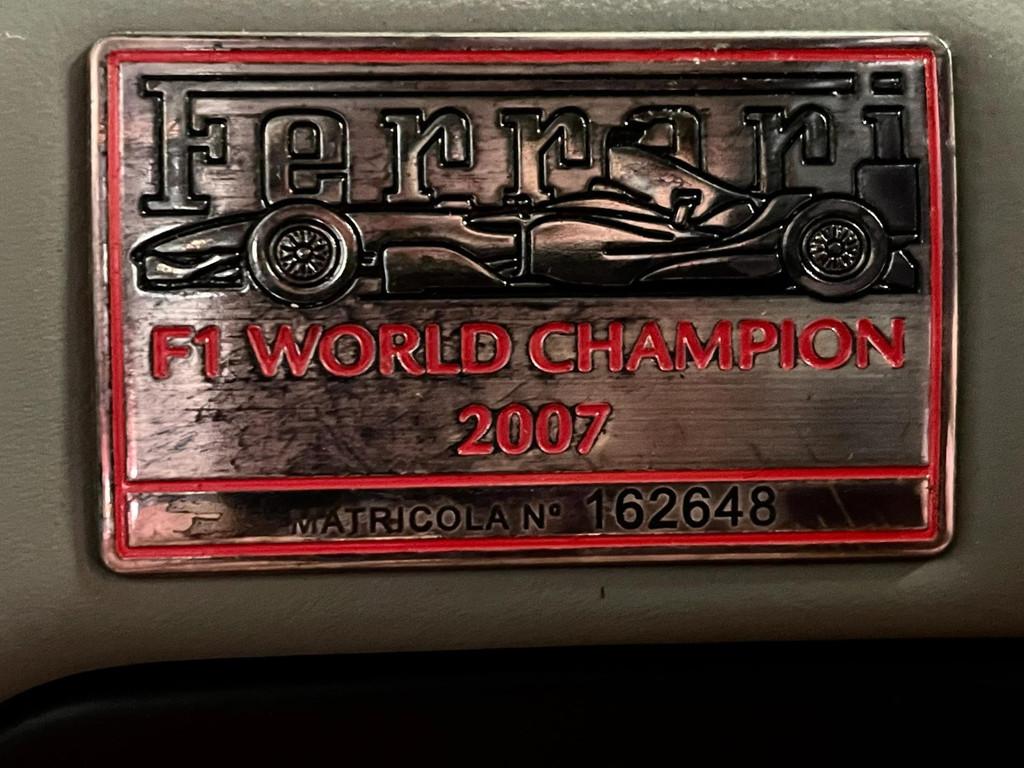 Ferrari
F1 WORLD CHAMPION
2007
MATRICOLA Nº 162648